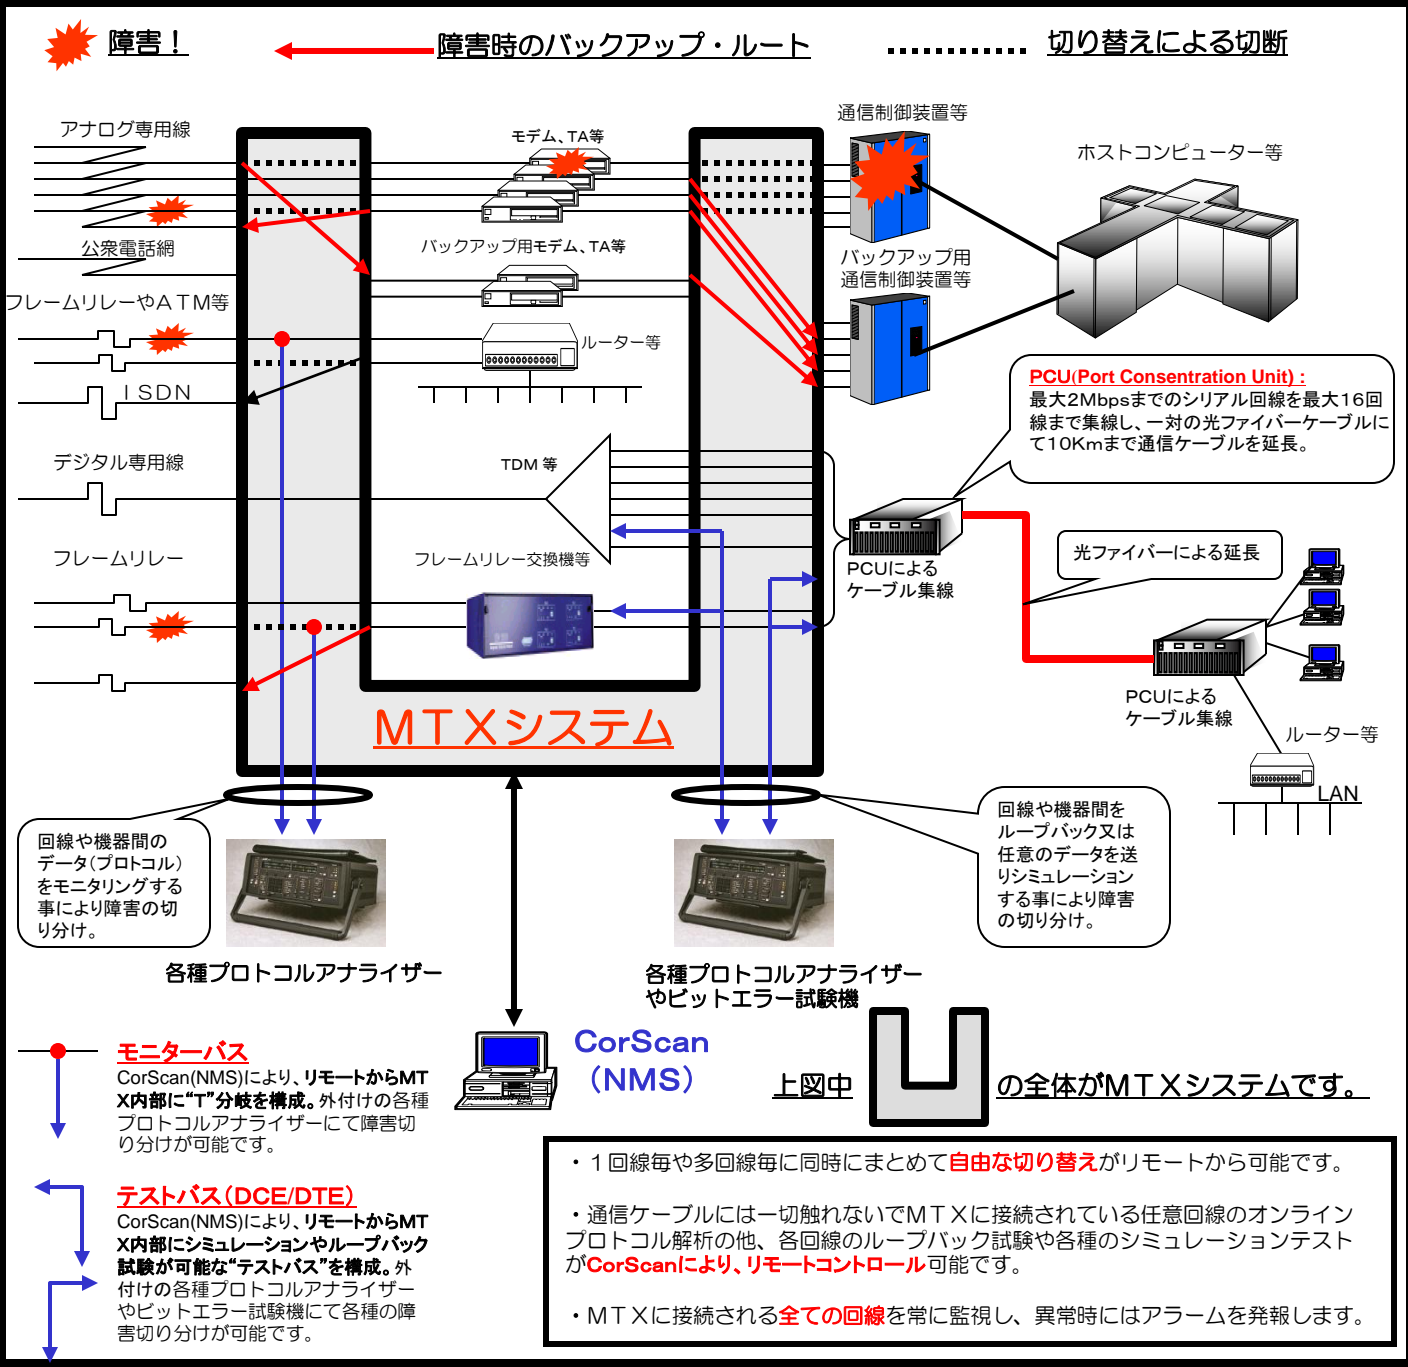 障害！
障害時のバックアップ・ルート
切り替えによる切断
アナログ専用線
モデム、TA等
通信制御装置等
ホストコンピューター等
公衆電話網
バックアップ用モデム、TA等
バックアップ用
通信制御装置等
フレームリレーやＡＴＭ等
ルーター等
ＩＳＤＮ
PCU(Port Consentration Unit) :
最大2Mbpsまでのシリアル回線を最大16回
線まで集線し、一対の光ファイバーケーブルに
て10Kmまで通信ケーブルを延長。
デジタル専用線
TDM 等
フレームリレー
フレームリレー交換機等
PCUによる
ケーブル集線
光ファイバーによる延長
PCUによる
ケーブル集線
ＭＴＸシステム
ルーター等
LAN
回線や機器間の
データ（プロトコル）
をモニタリングする
事により障害の切
り分け。
回線や機器間を
ループバック又は
任意のデータを送
りシミュレーション
する事により障害
の切り分け。
各種プロトコルアナライザー
各種プロトコルアナライザー
やビットエラー試験機
CorScan
（NMS）
上図中
の全体がＭＴＸシステムです。
モニターバス
CorScan(NMS)により、リモートからMT
X内部に“T”分岐を構成。外付けの各種
プロトコルアナライザーにて障害切
り分けが可能です。
テストバス（DCE/DTE）
CorScan(NMS)により、リモートからMT
X内部にシミュレーションやループバック
試験が可能な“テストバス”を構成。外
付けの各種プロトコルアナライザー
やビットエラー試験機にて各種の障
害切り分けが可能です。
・１回線毎や多回線毎に同時にまとめて自由な切り替えがリモートから可能です。
・通信ケーブルには一切触れないでＭＴＸに接続されている任意回線のオンライン
プロトコル解析の他、各回線のループバック試験や各種のシミュレーションテスト
がCorScanにより、リモートコントロール可能です。
・ＭＴＸに接続される全ての回線を常に監視し、異常時にはアラームを発報します。